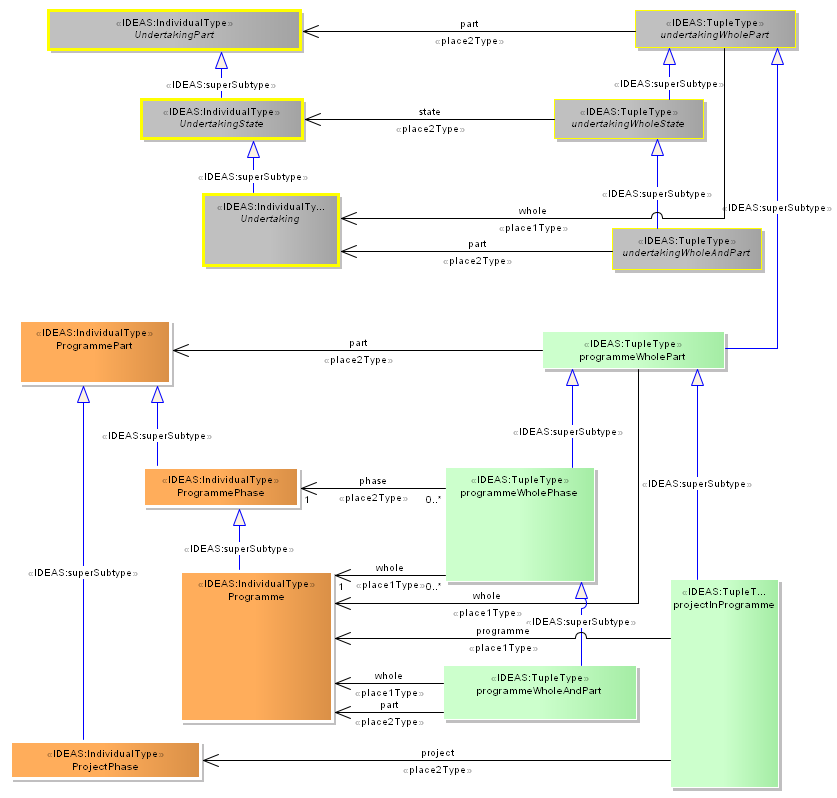 «IDEAS:IndividualType»
UndertakingPart
part
«place2Type»
«IDEAS:TupleType»
undertakingWholePart
«IDEAS:superSubtype»
«IDEAS:superSubtype»
«IDEAS:IndividualType»
UndertakingState
state
«place2Type»
«IDEAS:TupleType»
undertakingWholeState
«IDEAS:superSubtype»
«IDEAS:superSubtype»
«IDEAS:superSubtype»
«IDEAS:IndividualTy...
Undertaking
whole
«place1Type»
part
«place2Type»
«IDEAS:TupleType»
undertakingWholeAndPart
«IDEAS:IndividualType»
ProgrammePart
part
«place2Type»
«IDEAS:TupleType»
programmeWholePart
«IDEAS:superSubtype»
«IDEAS:superSubtype»
«IDEAS:IndividualType»
ProgrammePhase
phase
1
«place2Type»
0..*
«IDEAS:TupleType»
programmeWholePhase
«IDEAS:superSubtype»
«IDEAS:superSubtype»
«IDEAS:superSubtype»
«IDEAS:IndividualType»
Programme
whole
1
«place1Type»
0..*
whole
«place1Type»
«IDEAS:superSubtype»
«IDEAS:TupleT...
projectInProgramme
programme
«place1Type»
whole
«place1Type»
part
«place2Type»
«IDEAS:TupleType»
programmeWholeAndPart
«IDEAS:IndividualType»
ProjectPhase
project
«place2Type»